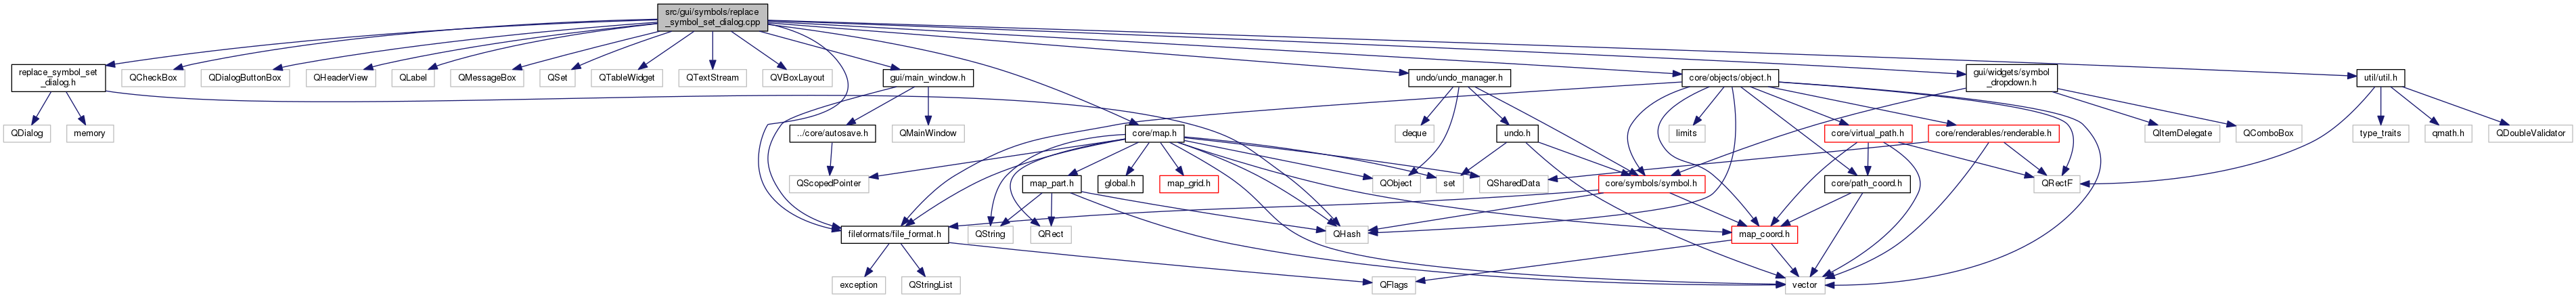 src/gui/symbols/replace
_symbol_set_dialog.cpp
replace_symbol_set
_dialog.h
QCheckBox
QDialogButtonBox
QHeaderView
QLabel
QMessageBox
QSet
QTableWidget
QTextStream
QVBoxLayout
gui/main_window.h
undo/undo_manager.h
core/objects/object.h
gui/widgets/symbol
_dropdown.h
util/util.h
QDialog
memory
../core/autosave.h
QMainWindow
core/map.h
deque
undo.h
limits
core/virtual_path.h
core/renderables/renderable.h
QItemDelegate
QComboBox
type_traits
qmath.h
QDoubleValidator
QScopedPointer
map_part.h
global.h
map_grid.h
QObject
set
QSharedData
core/symbols/symbol.h
core/path_coord.h
QRectF
fileformats/file_format.h
QString
QRect
QHash
map_coord.h
exception
QStringList
QFlags
vector